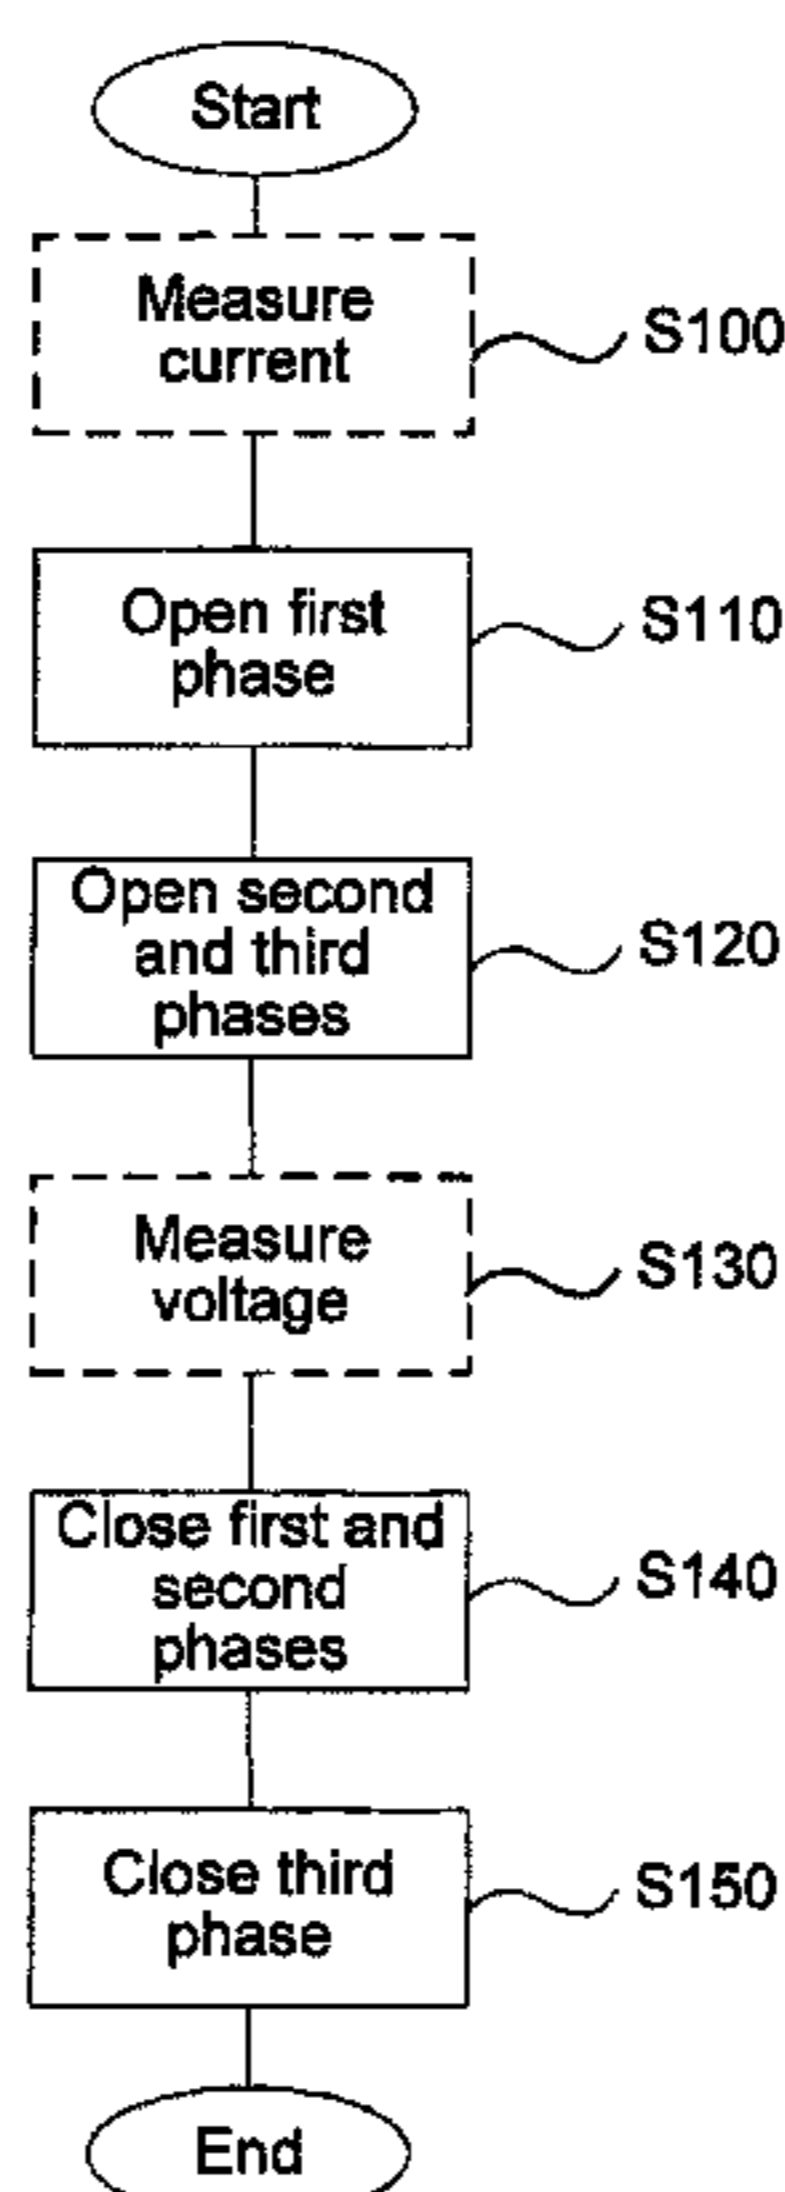 Start
Measure
current
S100
Open first
phase
S110
Open second
and third
phases
S120
Measure
voltage
S130
Close first and
second
phases
S140
Close third
phase
S150
End